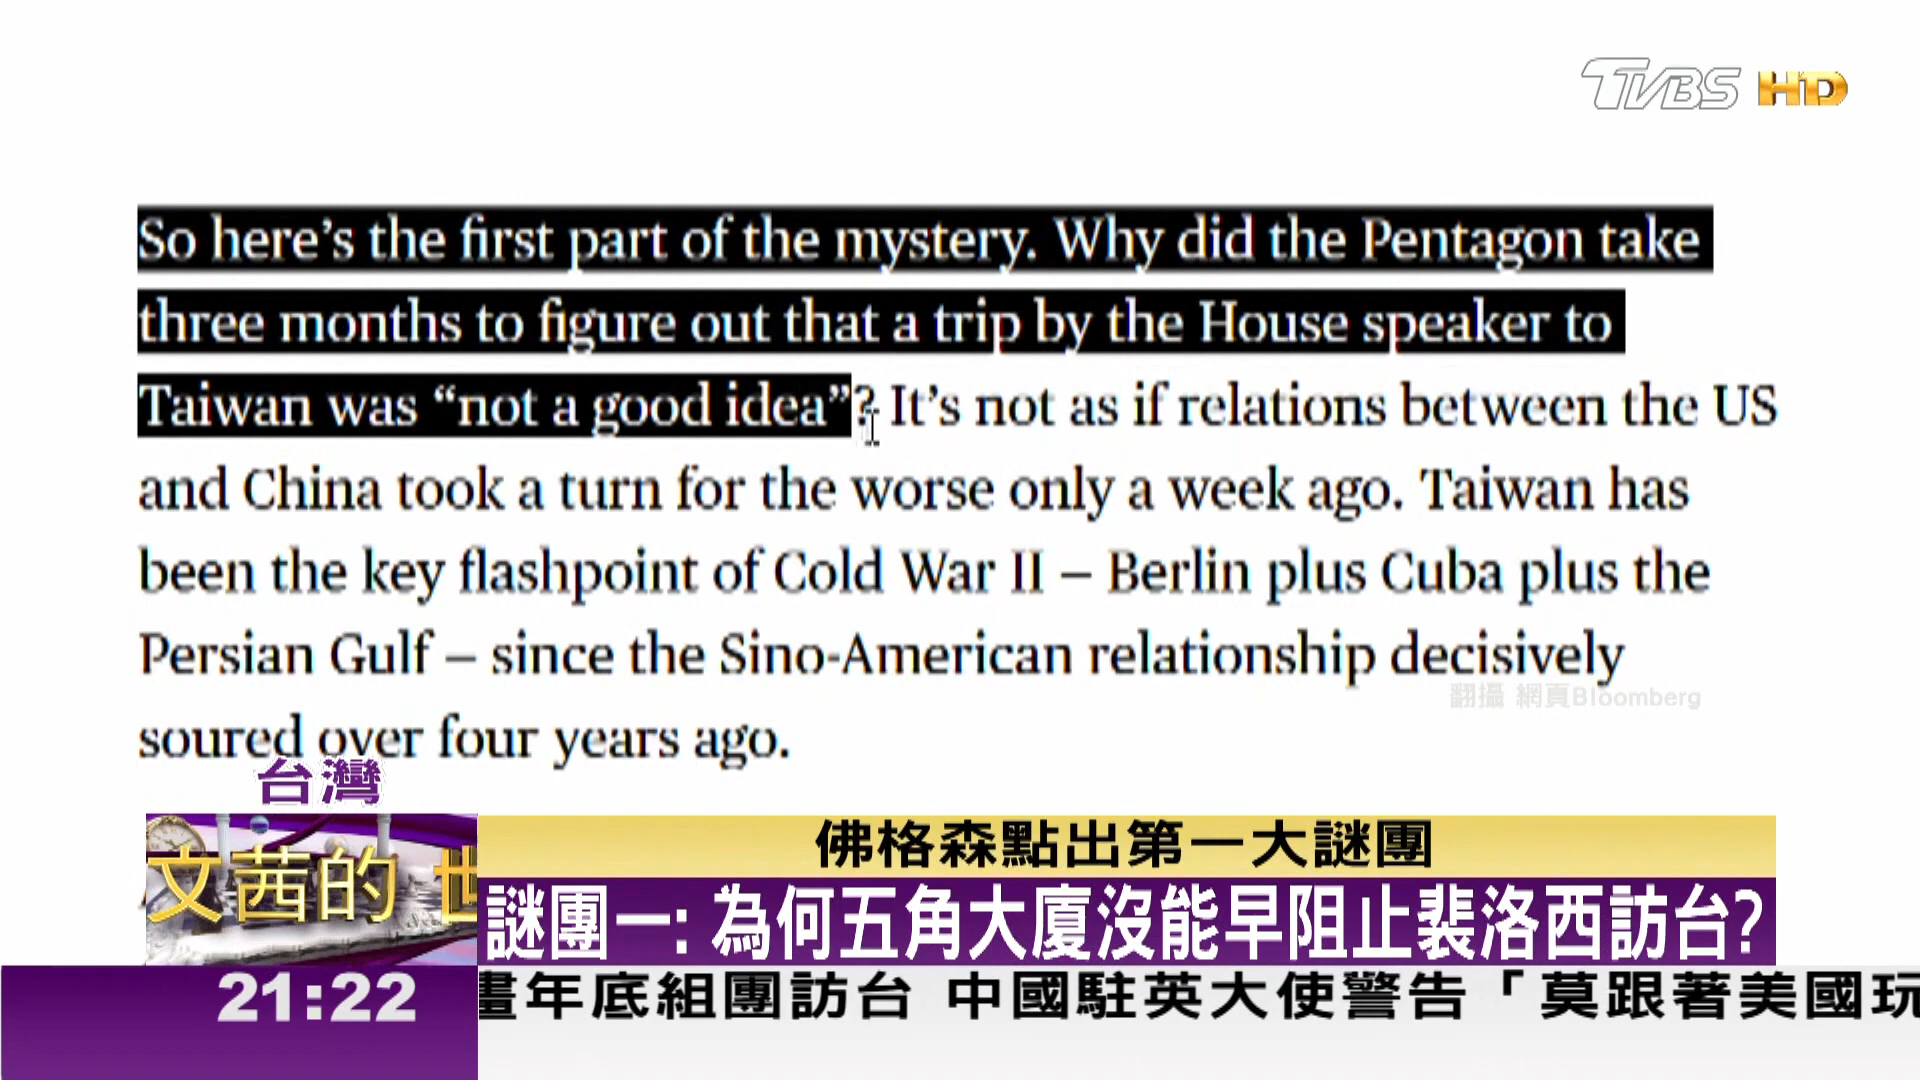 TVBS HD
So here’s the first part of the mystery. Why did the Pentagon take
three months to figure out that a trip by the House speaker to
Taiwan was “not a good idea”? It’s not as if relations between the US
and China took a turn for the worse only a week ago. Taiwan has
been the key flashpoint of Cold War II – Berlin plus Cuba plus the
Persian Gulf – since the Sino-American relationship decisively
翻攝 網頁Bloomberg
soured over four years ago.
台灣
佛格森點出第一大謎團
文茜的 世
謎團一: 為何五角大廈沒能早阻止裴洛西訪台?
21:22
畫年底組團訪台 中國駐英大使警告「莫跟著美國玩